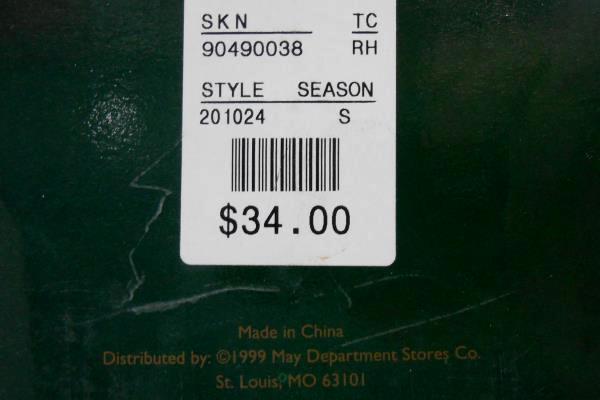 SKN TC
90490038 RH
STYLE SEASON
201024 S
$34.00
Made in China
Distributed by: ©1999 May Department Stores Co.
St. Louis, MO 63101